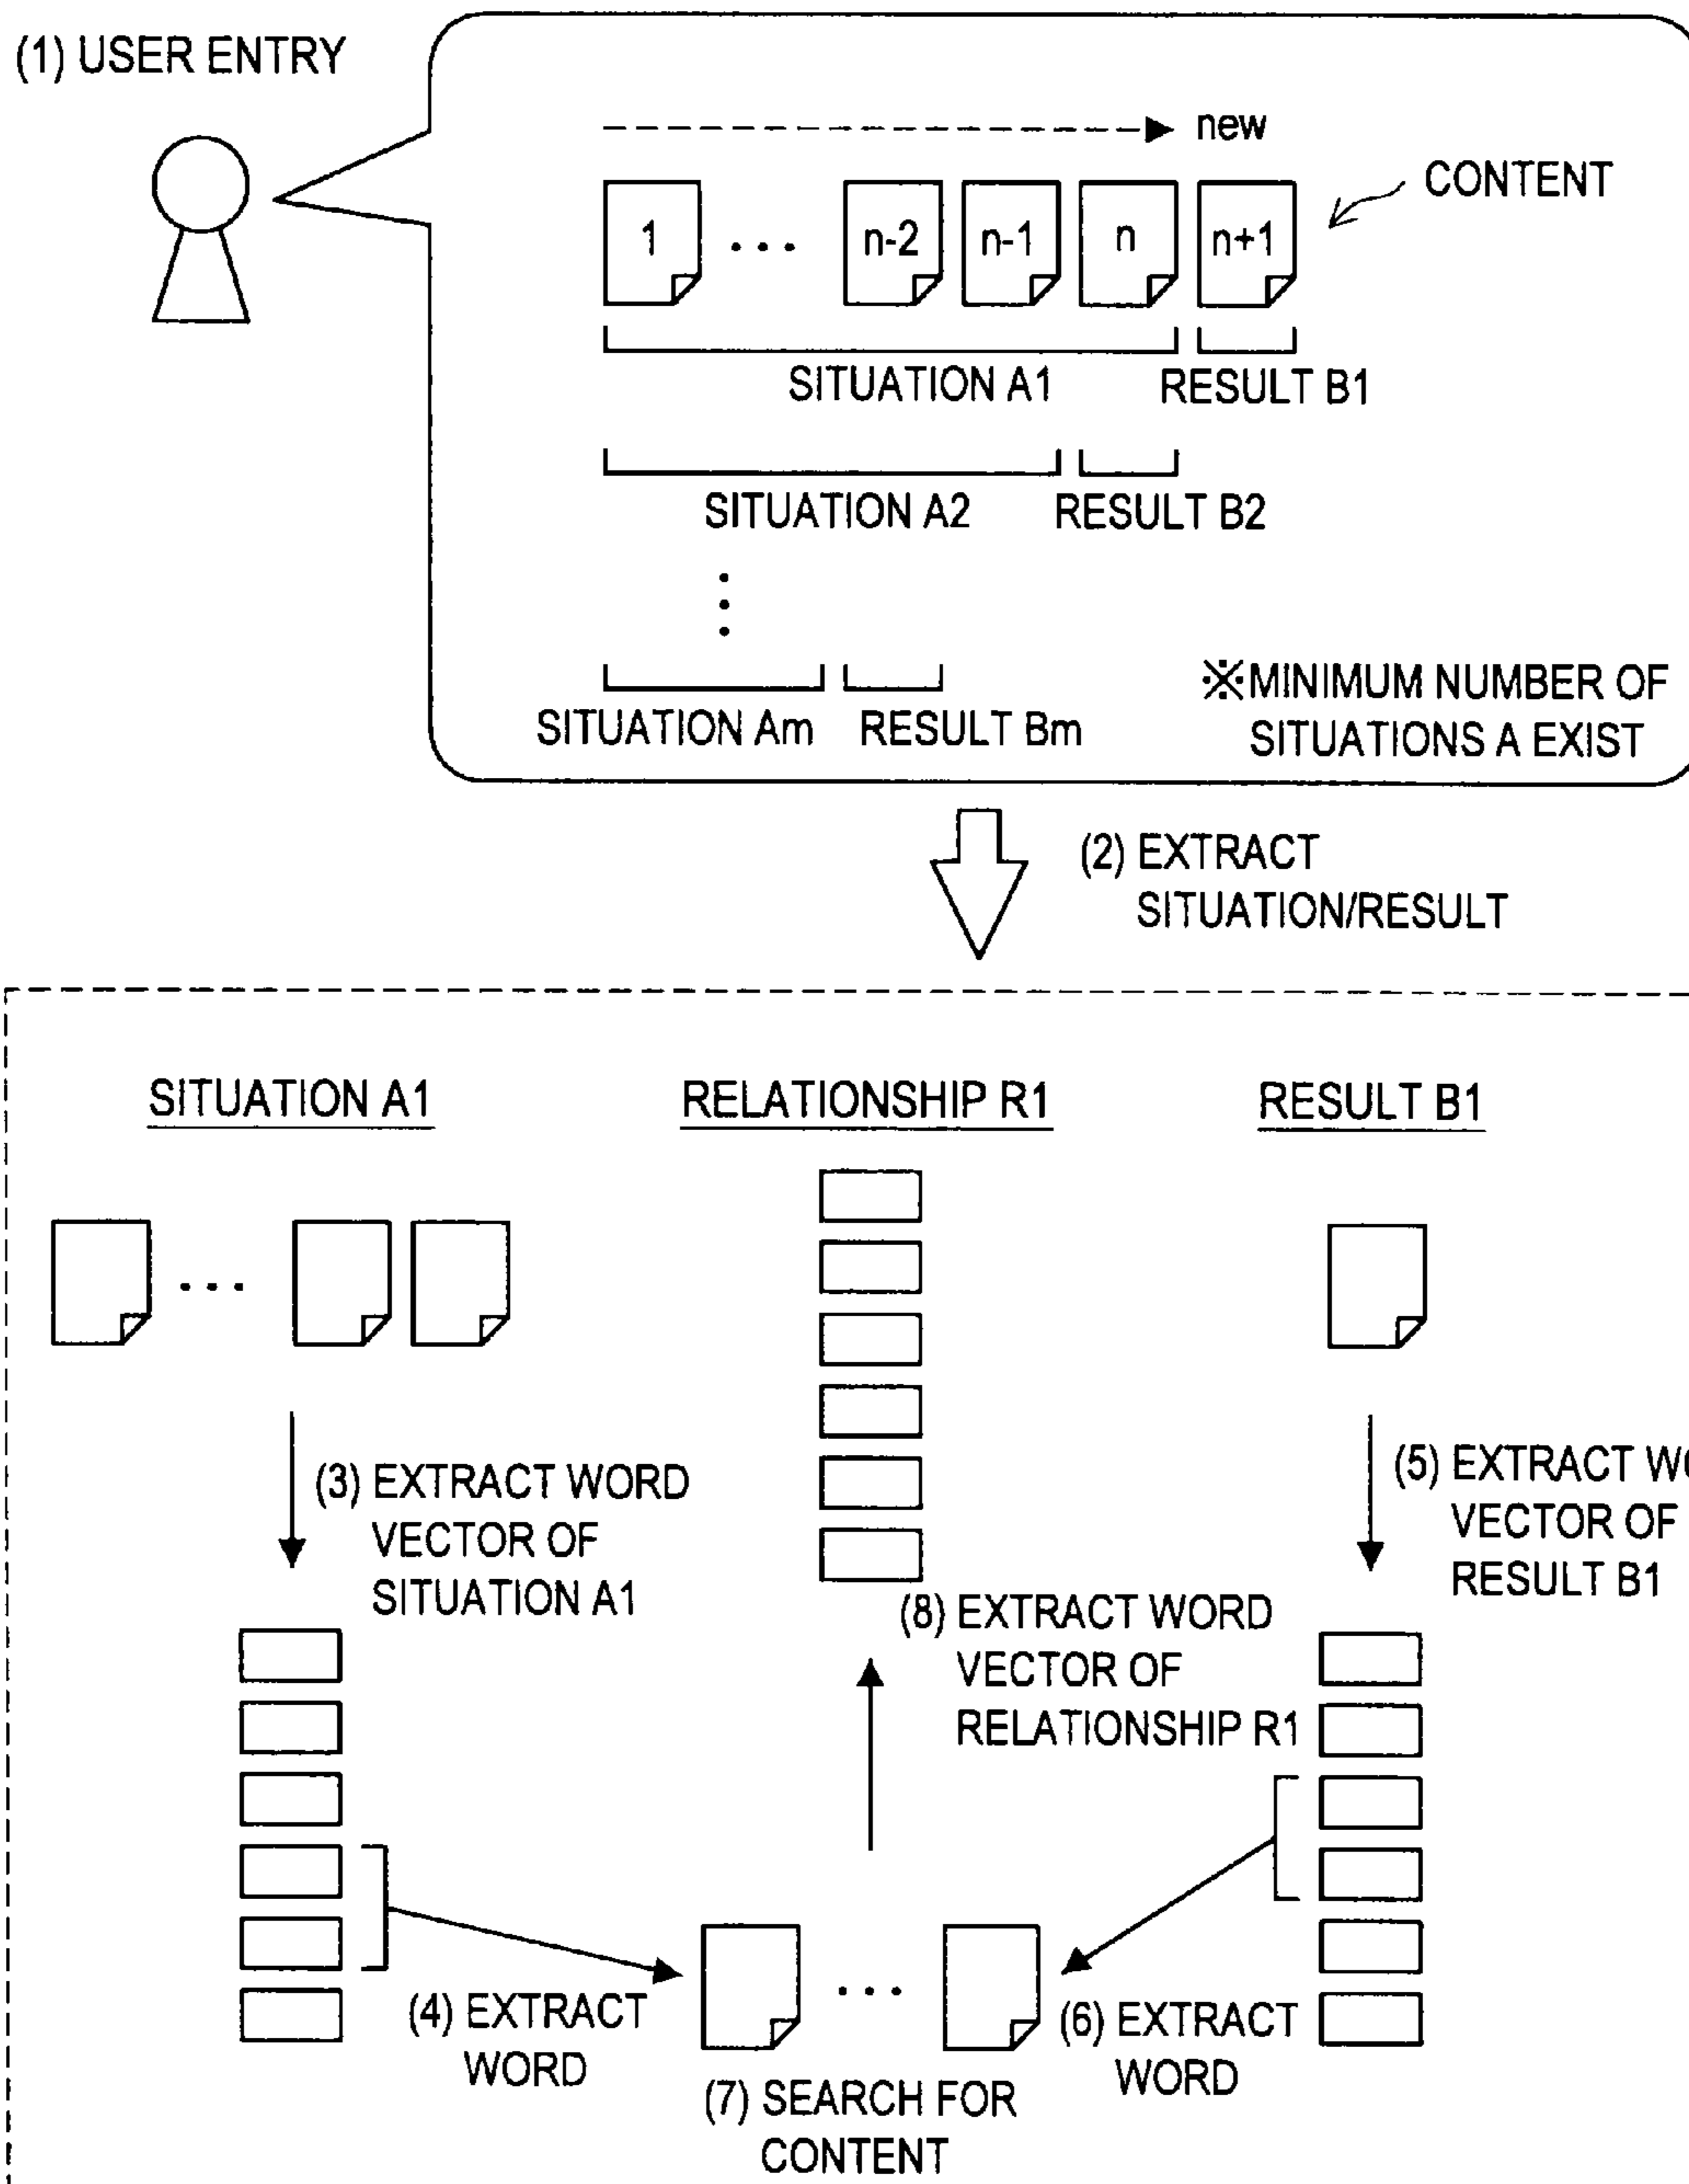 (1) USER ENTRY
new
CONTENT
1 ... n-2 n-1 n n+1
SITUATION A1 RESULT B1
SITUATION A2 RESULT B2
SITUATION Am RESULT Bm
※MINIMUM NUMBER OF
SITUATIONS A EXIST
(2) EXTRACT
SITUATION/RESULT
SITUATION A1 RELATIONSHIP R1 RESULT B1
(3) EXTRACT WORD
VECTOR OF
SITUATION A1
(5) EXTRACT
VECTOR OF
RESULT B1
(8) EXTRACT WORD
VECTOR OF
RELATIONSHIP R1
(4) EXTRACT
WORD
(6) EXTRACT
WORD
(7) SEARCH FOR
CONTENT